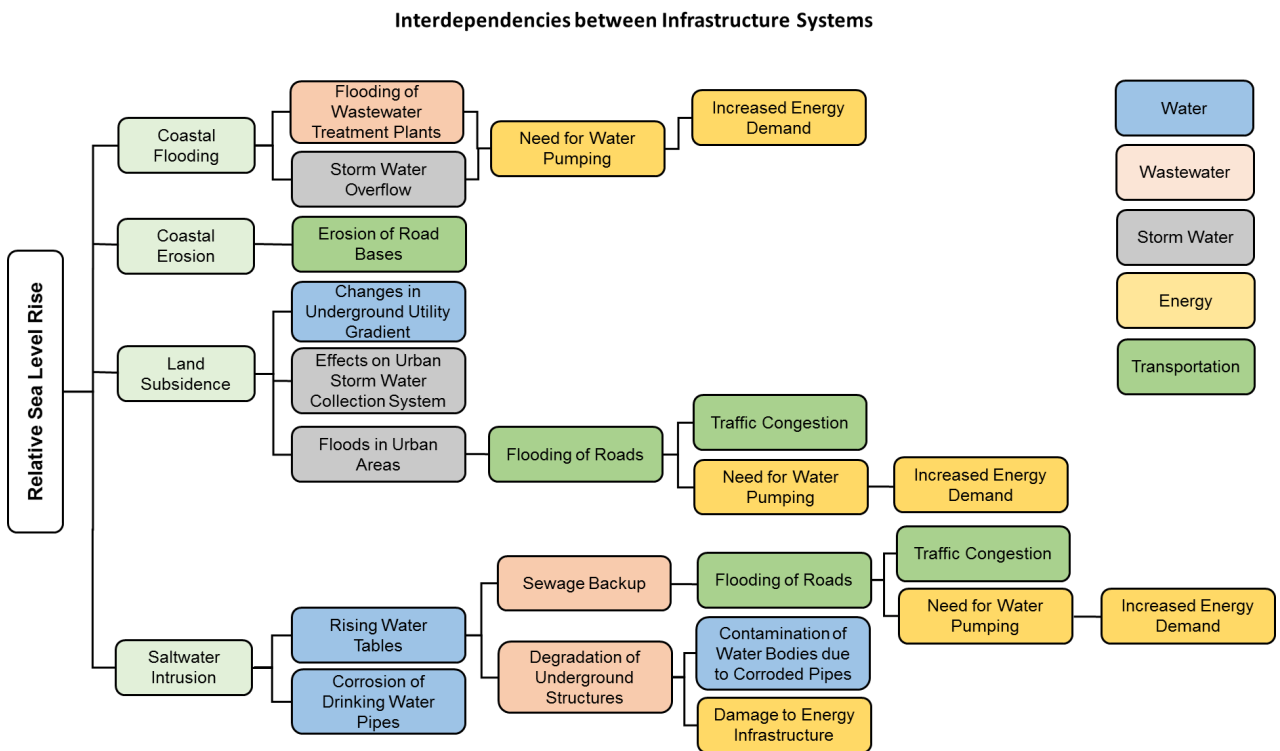 Interdependencies between Infrastructure Systems
Relative Sea Level Rise
Coastal
Flooding
Flooding of
Wastewater
Treatment Plants
Storm Water
Overflow
Need for Water
Pumping
Increased Energy
Demand
Coastal
Erosion
Erosion of Road
Bases
Land
Subsidence
Changes in
Underground Utility
Gradient
Effects on Urban
Storm Water
Collection System
Floods in Urban
Areas
Flooding of Roads
Traffic Congestion
Need for Water
Pumping
Increased Energy
Demand
Saltwater
Intrusion
Rising Water
Tables
Corrosion of
Drinking Water
Pipes
Sewage Backup
Flooding of Roads
Traffic Congestion
Need for Water
Pumping
Increased Energy
Demand
Degradation of
Underground
Structures
Contamination of
Water Bodies due
to Corroded Pipes
Damage to Energy
Infrastructure
Water
Wastewater
Storm Water
Energy
Transportation